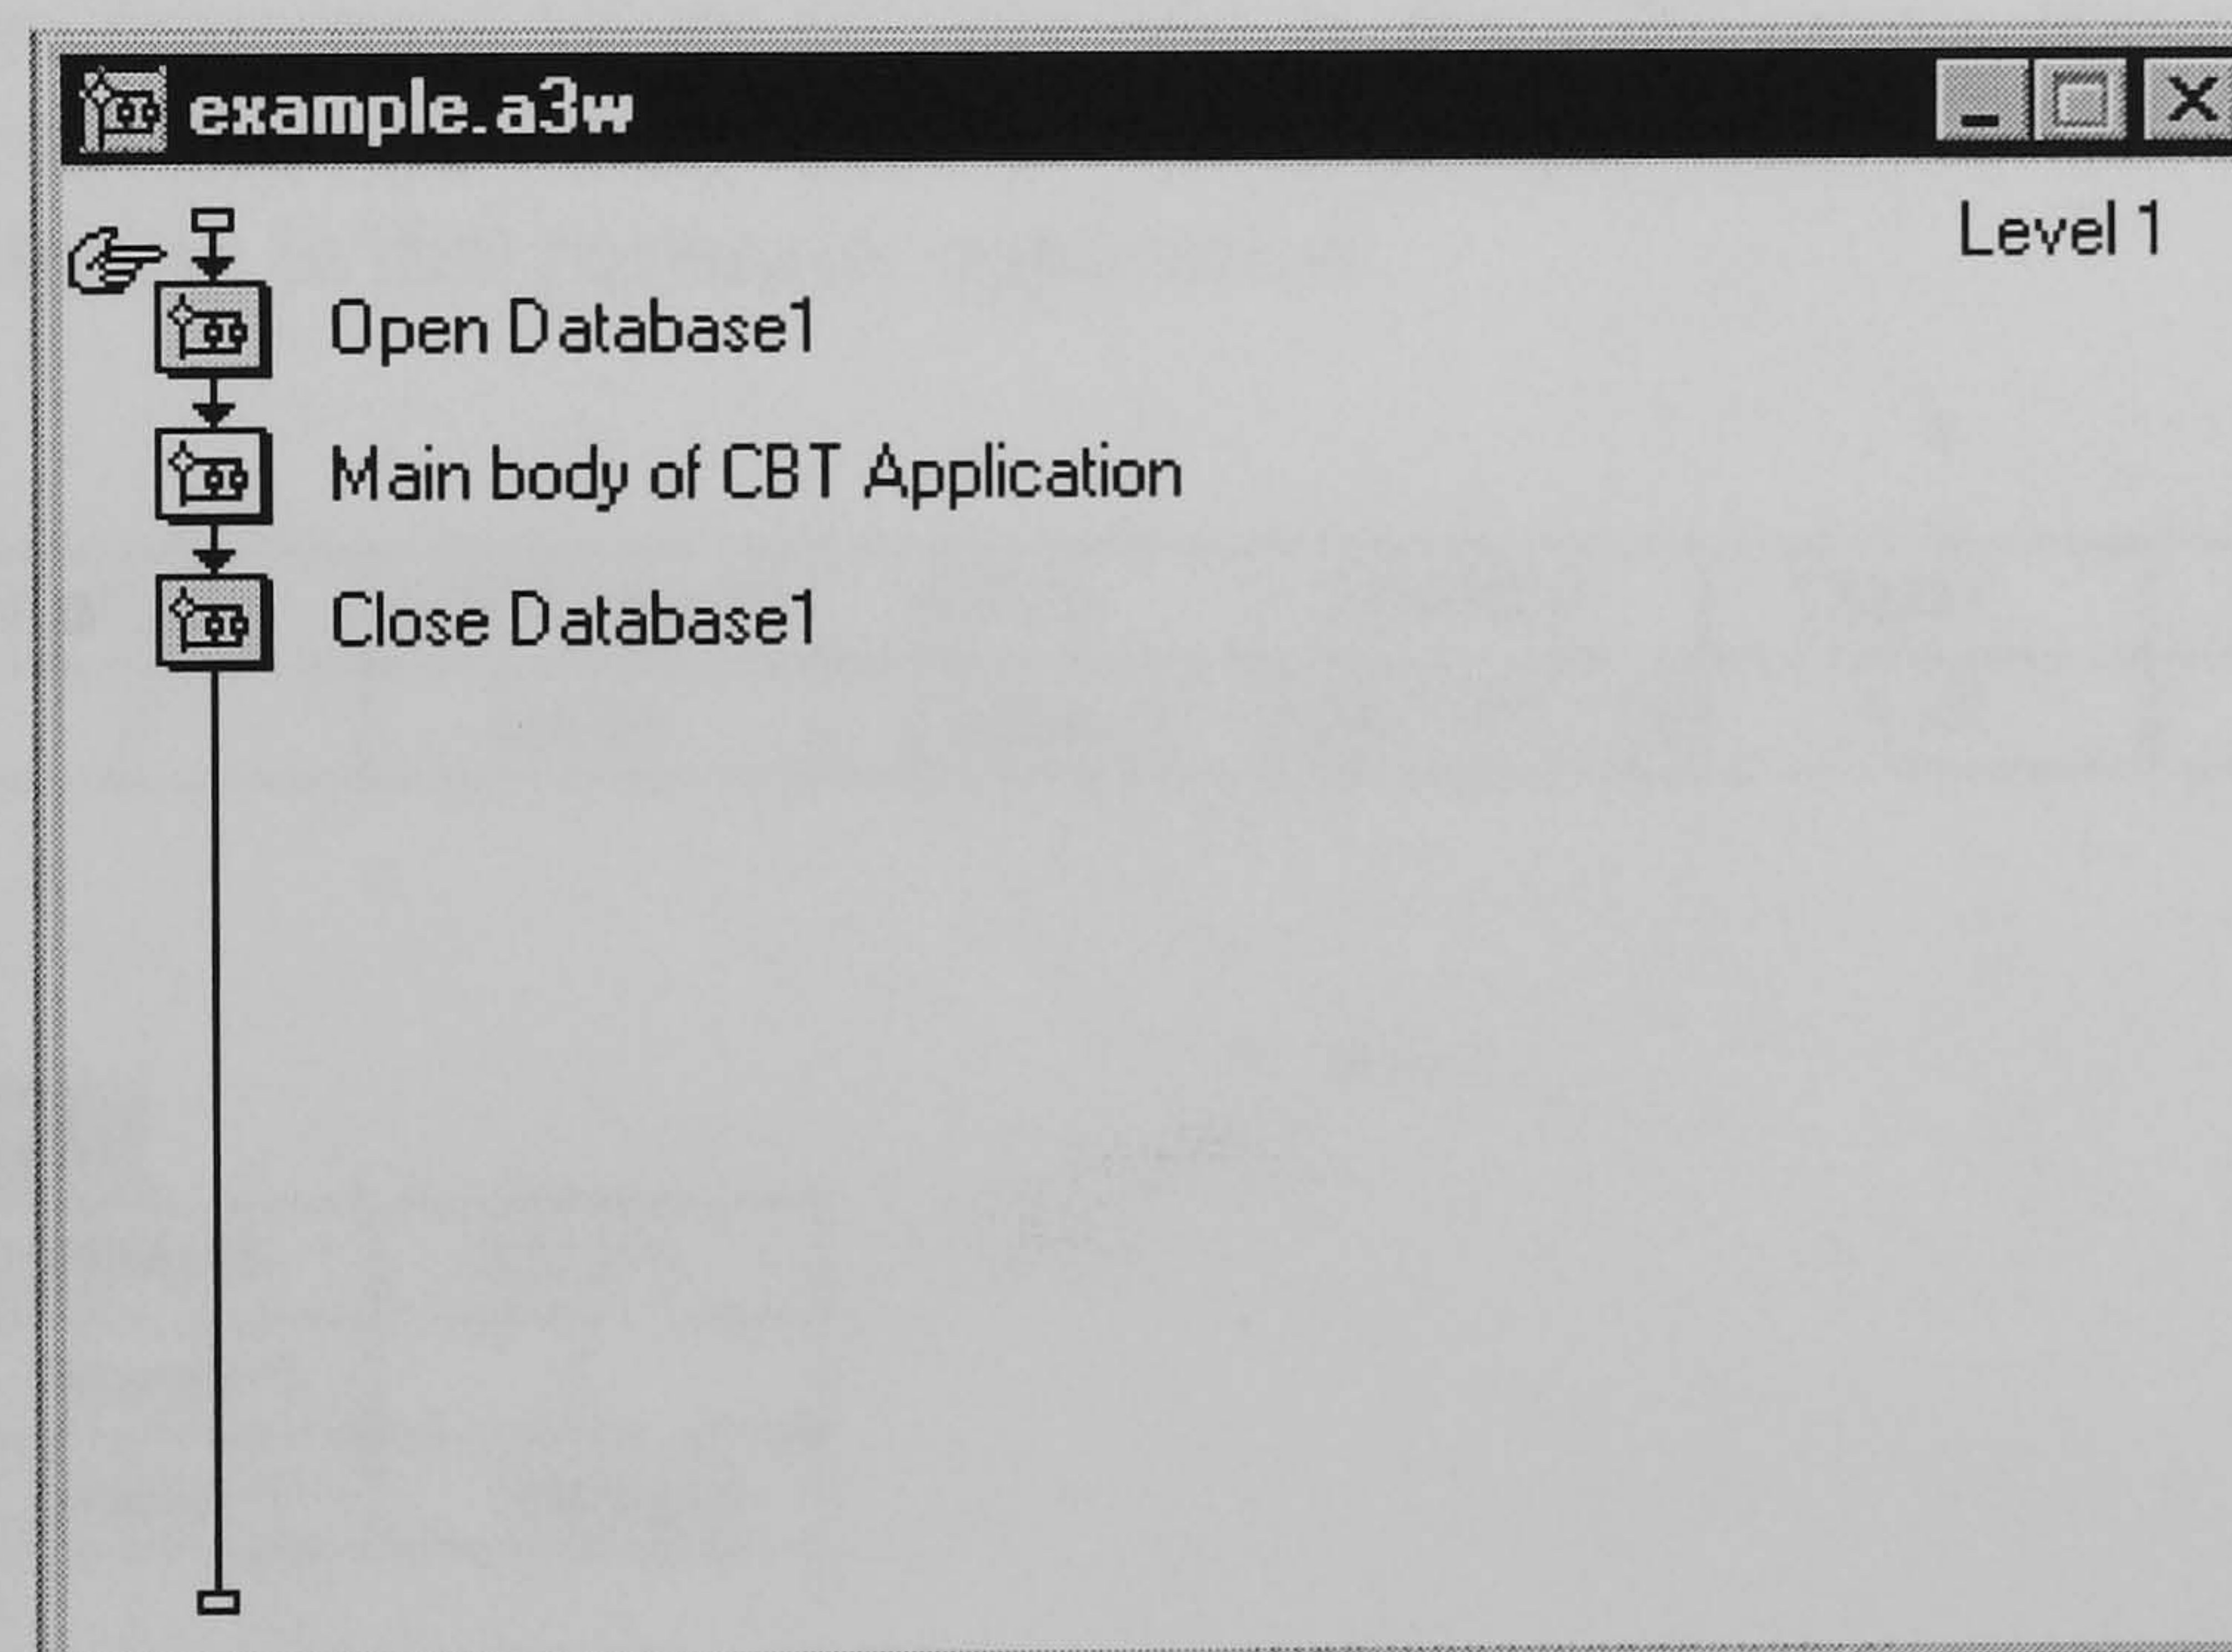 example.a3w
Level 1
Open Database1
Main body of CBT Application
Close Database1